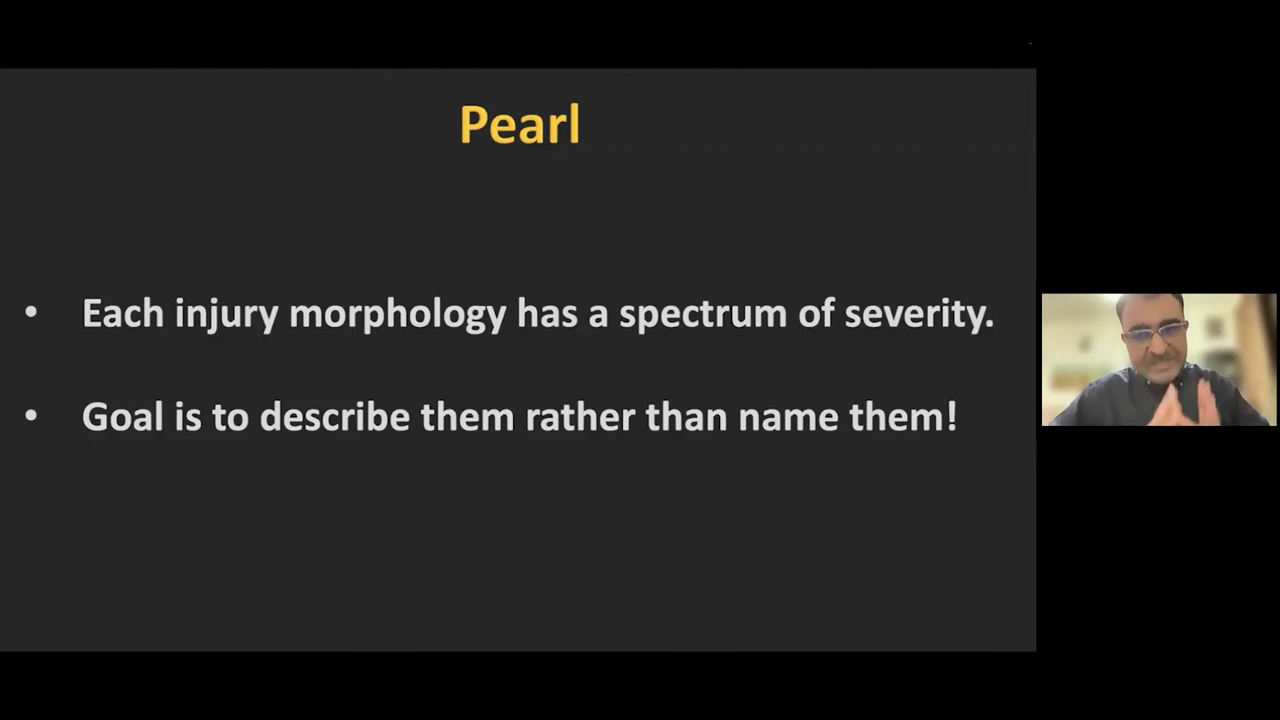 Pearl
• Each injury morphology has a spectrum of severity.
• Goal is to describe them rather than name them!